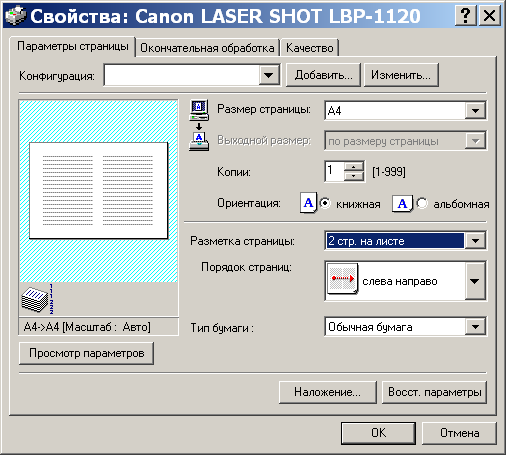 Свойства: Canon LASER SHOT LBP-1120
Параметры страницы Окончательная обработка Качество
Конфигурация: Добавить... Изменить...
Размер страницы: A4
Выходной размер: по размеру страницы
Копии: 1 [1-999]
Ориентация: A книжная A альбомная
Разметка страницы: 2 стр. на листе
Порядок страниц: слева направо
A4->A4 [Масштаб : Авто]
Тип бумаги : Обычная бумага
Просмотр параметров
Наложение... Восст. параметры
OK Отмена